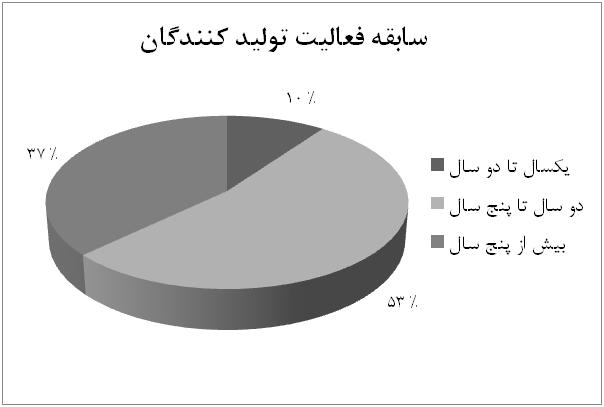 سابقه فعالیت تولید کنندگان
۱۰ %
۳۷ %
۵۳ %
یکسال تا دو سال
دو سال تا پنج سال
بیش از پنج سال